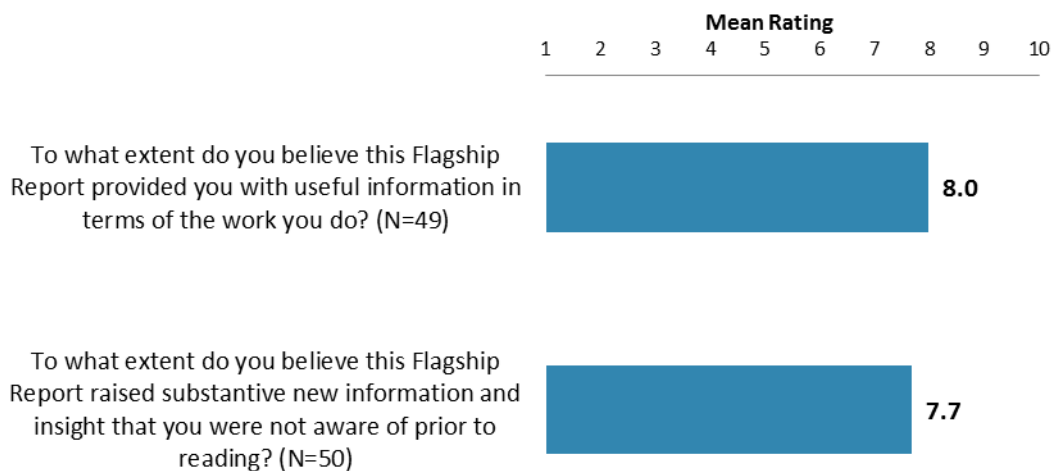 Mean Rating
1 2 3 4 5 6 7 8 9 10
To what extent do you believe this Flagship
Report provided you with useful information in
terms of the work you do? (N=49)
8.0
To what extent do you believe this Flagship
Report raised substantive new information and
insight that you were not aware of prior to
reading? (N=50)
7.7